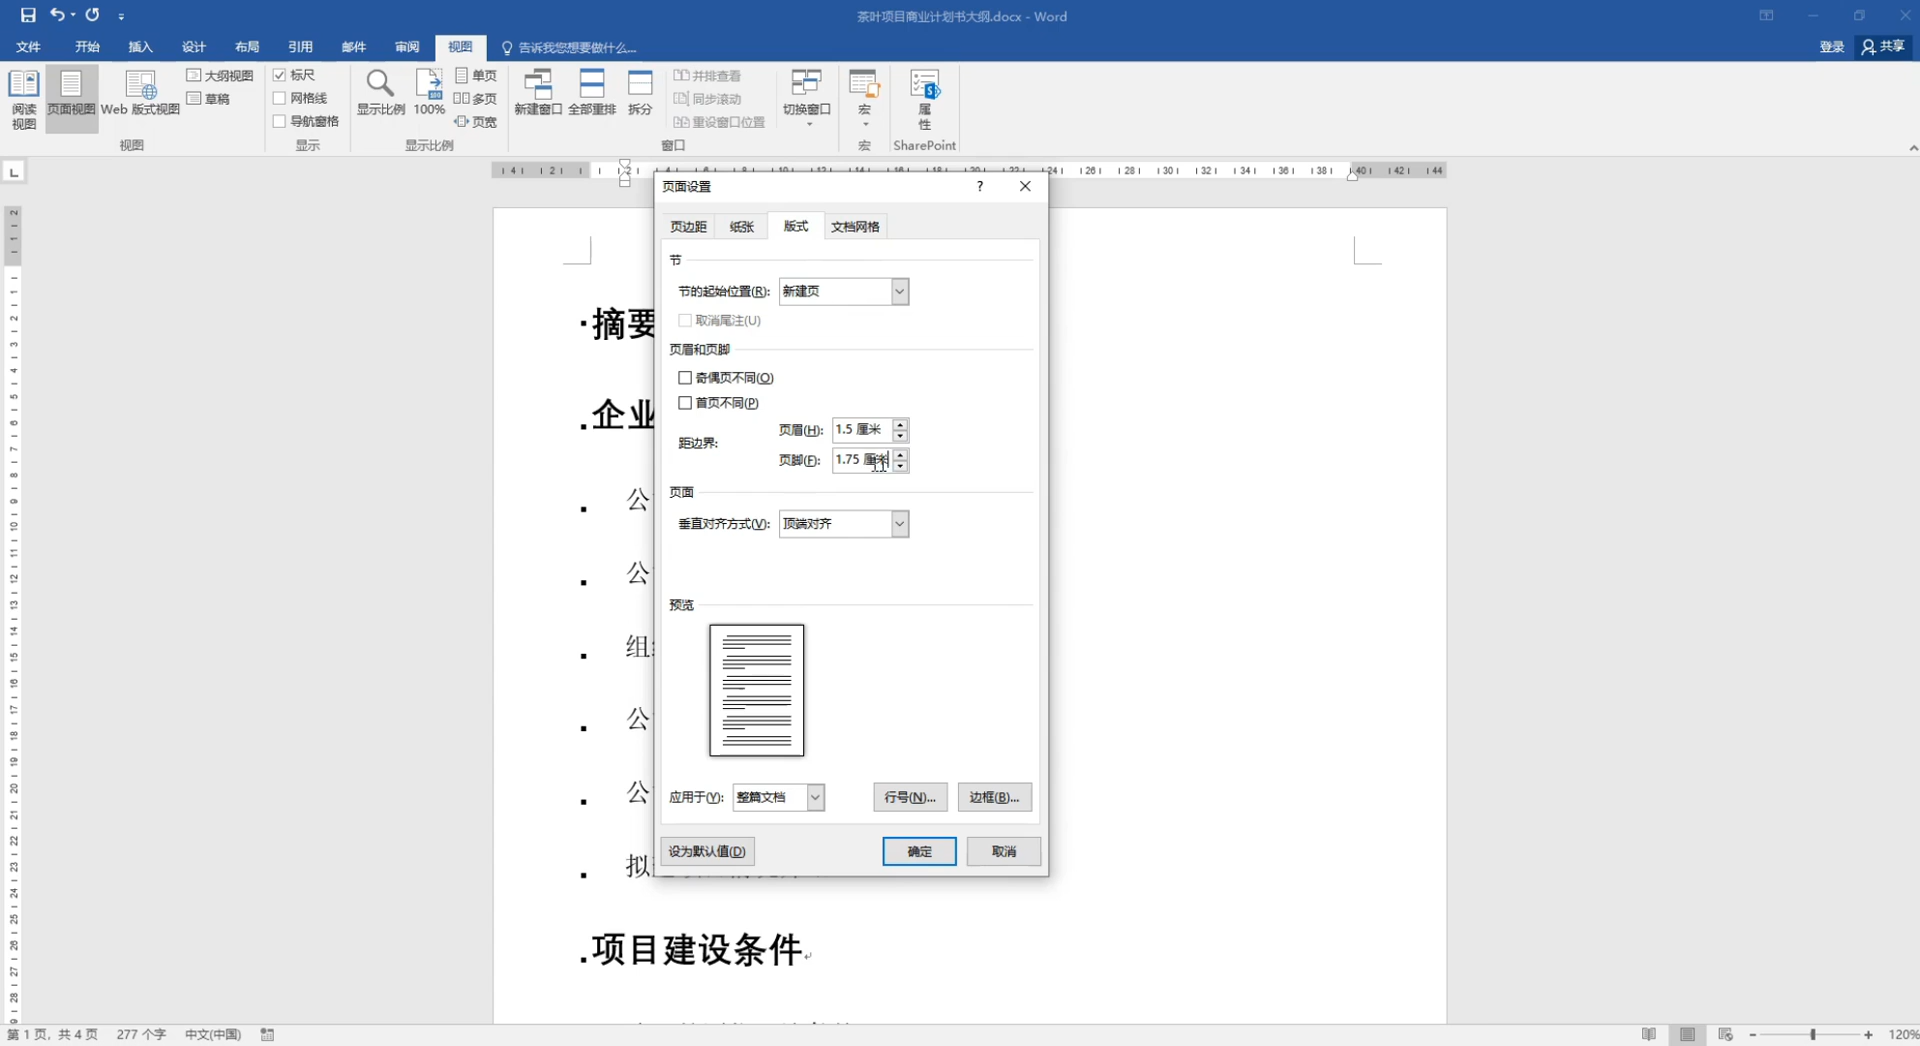 茶叶项目商业计划书大纲.docx - Word
文件 开始 插入 设计 布局 引用 邮件 审阅 视图 告诉我您想要做什么... 登录 共享
阅读视图 页面视图 Web 版式视图 大纲视图 草稿
标尺 网格线 导航窗格
显示比例 100% 单页 多页 页宽
新建窗口 全部重排 拆分 并排查看 同步滚动 重设窗口位置 切换窗口
宏 属性
视图 显示 显示比例 窗口 宏 SharePoint
页面设置 ?
页边距 纸张 版式 文档网格
节
节的起始位置(R): 新建页
取消尾注(U)
页眉和页脚
奇偶页不同(O)
首页不同(P)
距边界: 页眉(H): 1.5 厘米
页脚(F): 1.75 厘米
页面
垂直对齐方式(V): 顶端对齐
预览
应用于(Y): 整篇文档 行号(N)... 边框(B)...
设为默认值(D) 确定 取消
摘要
企业
公
公
组
公
公
拟
项目建设条件
第 1 页，共 4 页 277 个字 中文(中国) 120%